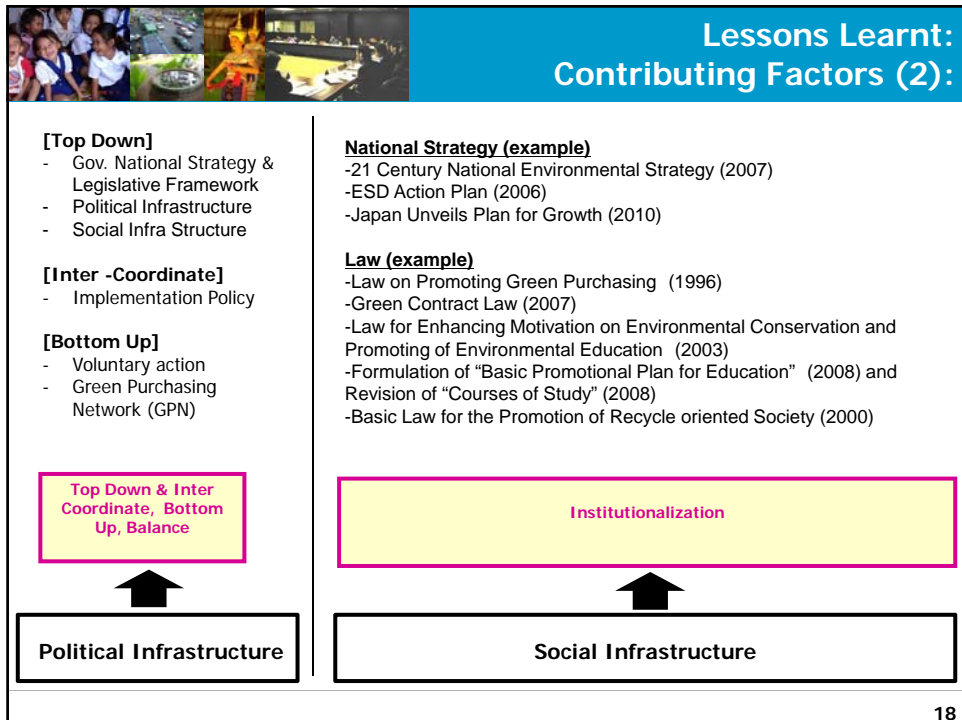 Lessons Learnt:
Contributing Factors (2):
[Top Down]
- Gov. National Strategy &
Legislative Framework
- Political Infrastructure
- Social Infra Structure
[Inter -Coordinate]
- Implementation Policy
[Bottom Up]
- Voluntary action
- Green Purchasing
Network (GPN)
Top Down & Inter
Coordinate, Bottom
Up, Balance
Political Infrastructure
National Strategy (example)
-21 Century National Environmental Strategy (2007)
-ESD Action Plan (2006)
-Japan Unveils Plan for Growth (2010)
Law (example)
-Law on Promoting Green Purchasing (1996)
-Green Contract Law (2007)
-Law for Enhancing Motivation on Environmental Conservation and
Promoting of Environmental Education (2003)
-Formulation of “Basic Promotional Plan for Education” (2008) and
Revision of “Courses of Study” (2008)
-Basic Law for the Promotion of Recycle oriented Society (2000)
Institutionalization
Social Infrastructure
18